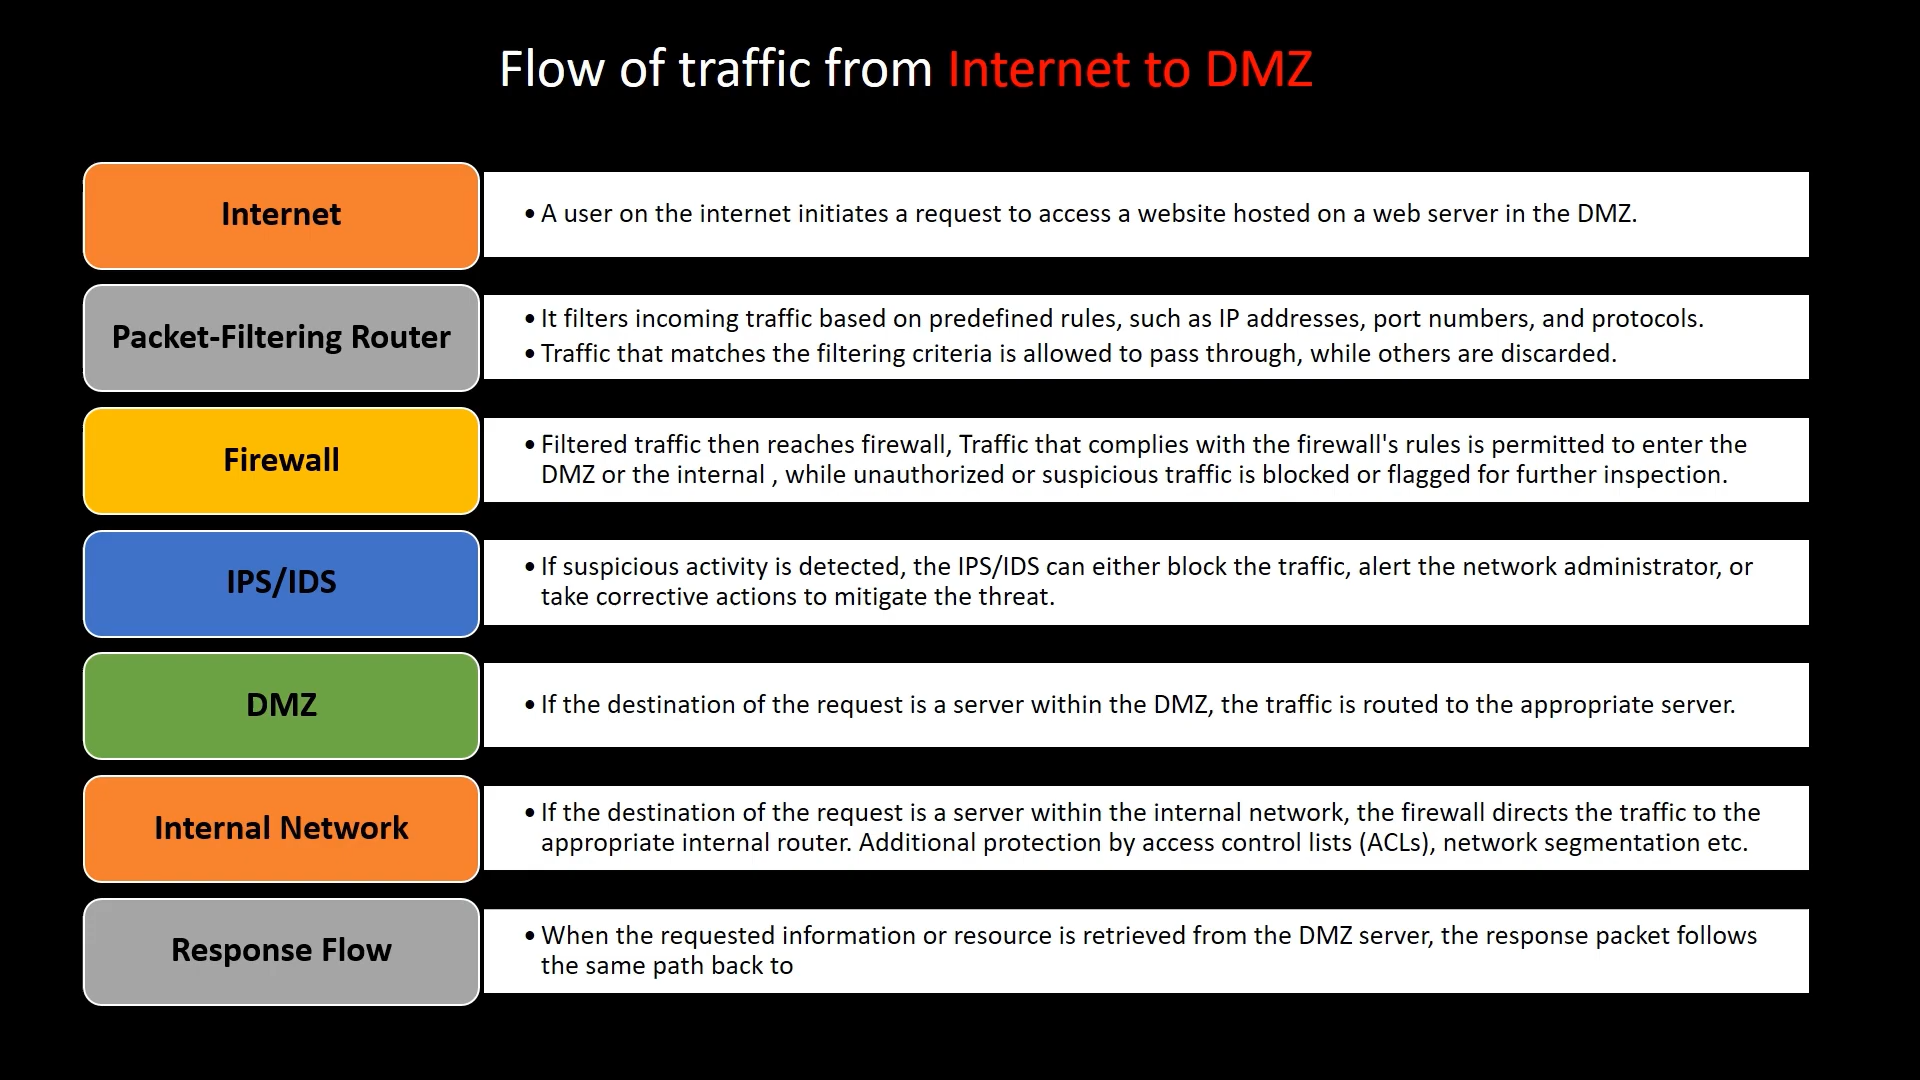 Flow of traffic from Internet to DMZ
Internet
• A user on the internet initiates a request to access a website hosted on a web server in the DMZ.
Packet-Filtering Router
• It filters incoming traffic based on predefined rules, such as IP addresses, port numbers, and protocols.
• Traffic that matches the filtering criteria is allowed to pass through, while others are discarded.
Firewall
• Filtered traffic then reaches firewall, Traffic that complies with the firewall's rules is permitted to enter the
DMZ or the internal , while unauthorized or suspicious traffic is blocked or flagged for further inspection.
IPS/IDS
• If suspicious activity is detected, the IPS/IDS can either block the traffic, alert the network administrator, or
take corrective actions to mitigate the threat.
DMZ
• If the destination of the request is a server within the DMZ, the traffic is routed to the appropriate server.
Internal Network
• If the destination of the request is a server within the internal network, the firewall directs the traffic to the
appropriate internal router. Additional protection by access control lists (ACLs), network segmentation etc.
Response Flow
• When the requested information or resource is retrieved from the DMZ server, the response packet follows
the same path back to